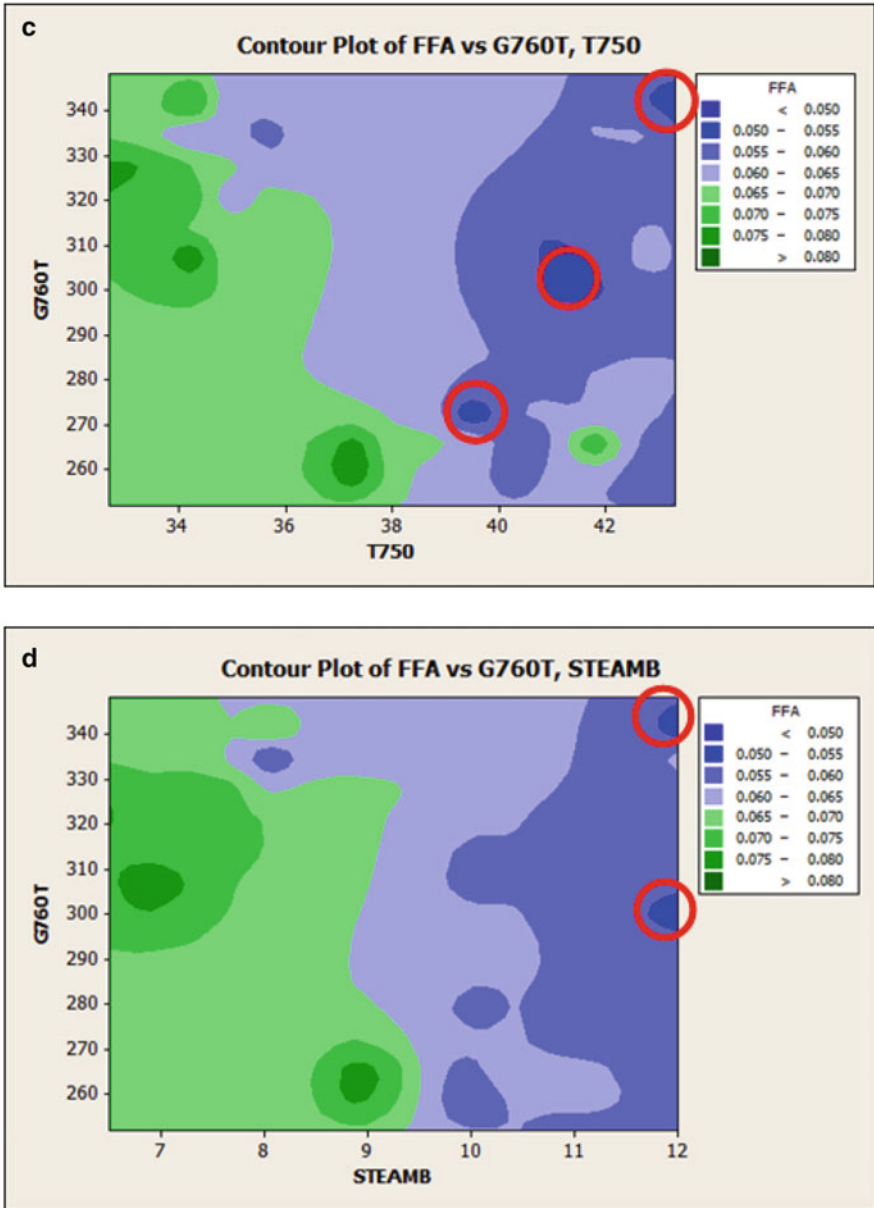 c
Contour Plot of FFA vs G760T, T750
340
330
320
310
300
290
280
270
260
G760T
34 36 38 40 42
T750
FFA
< 0.050
0.050 – 0.055
0.055 – 0.060
0.060 – 0.065
0.065 – 0.070
0.070 – 0.075
0.075 – 0.080
> 0.080
d
Contour Plot of FFA vs G760T, STEAMB
340
330
320
310
300
290
280
270
260
G760T
7 8 9 10 11 12
STEAMB
FFA
< 0.050
0.050 – 0.055
0.055 – 0.060
0.060 – 0.065
0.065 – 0.070
0.070 – 0.075
0.075 – 0.080
> 0.080